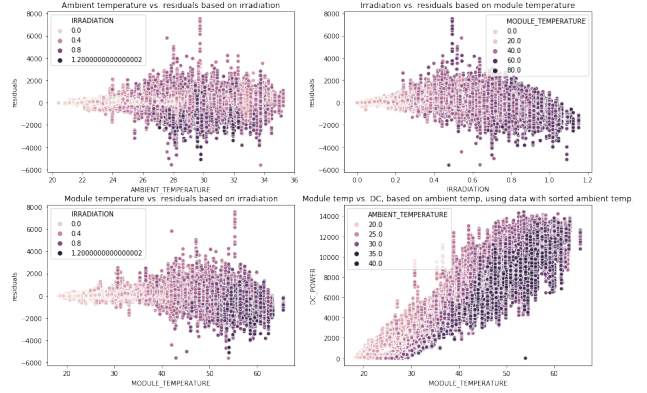 Ambient temperature vs. residuals based on irradiation
8000
6000
4000
2000
0
−2000
−4000
−6000
residuals
IRRADIATION
0.0
0.4
0.8
1.2000000000000002
20 22 24 26 28 30 32 34 36
AMBIENT_TEMPERATURE
Irradiation vs. residuals based on module temperature
8000
6000
4000
2000
0
−2000
−4000
−6000
residuals
MODULE_TEMPERATURE
0.0
20.0
40.0
60.0
80.0
0.0 0.2 0.4 0.6 0.8 1.0 1.2
IRRADIATION
Module temperature vs. residuals based on irradiation
8000
6000
4000
2000
0
−2000
−4000
−6000
residuals
IRRADIATION
0.0
0.4
0.8
1.2000000000000002
20 30 40 50 60
MODULE_TEMPERATURE
Module temp vs. DC, based on ambient temp, using data with sorted ambient temp
14000
12000
10000
8000
6000
4000
2000
0
DC_POWER
AMBIENT_TEMPERATURE
20.0
25.0
30.0
35.0
40.0
20 30 40 50 60
MODULE_TEMPERATURE